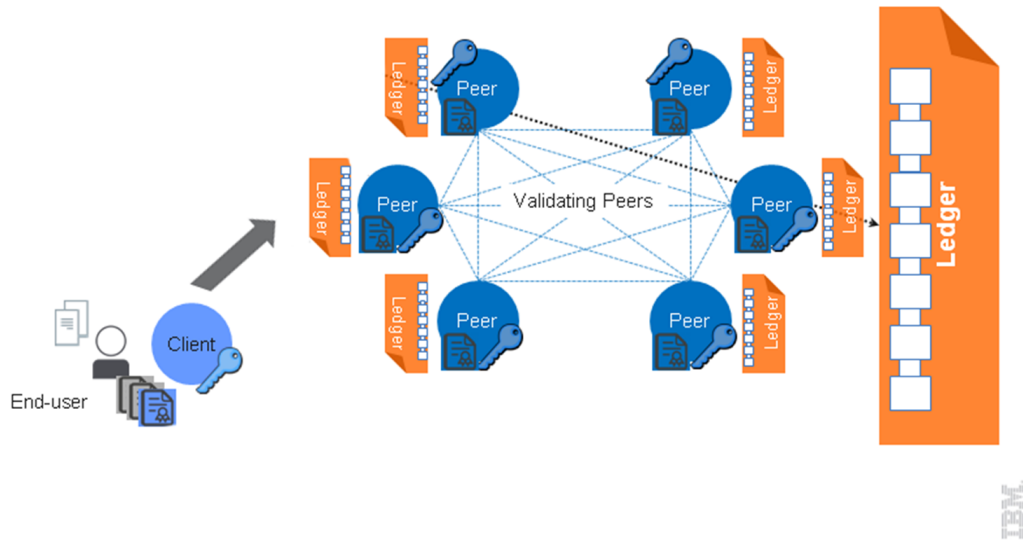 Ledger
Peer
Peer
Ledger
Ledger
Peer
Validating Peers
Peer
Ledger
Ledger
Client
Ledger
Peer
Peer
Ledger
End-user
IBM